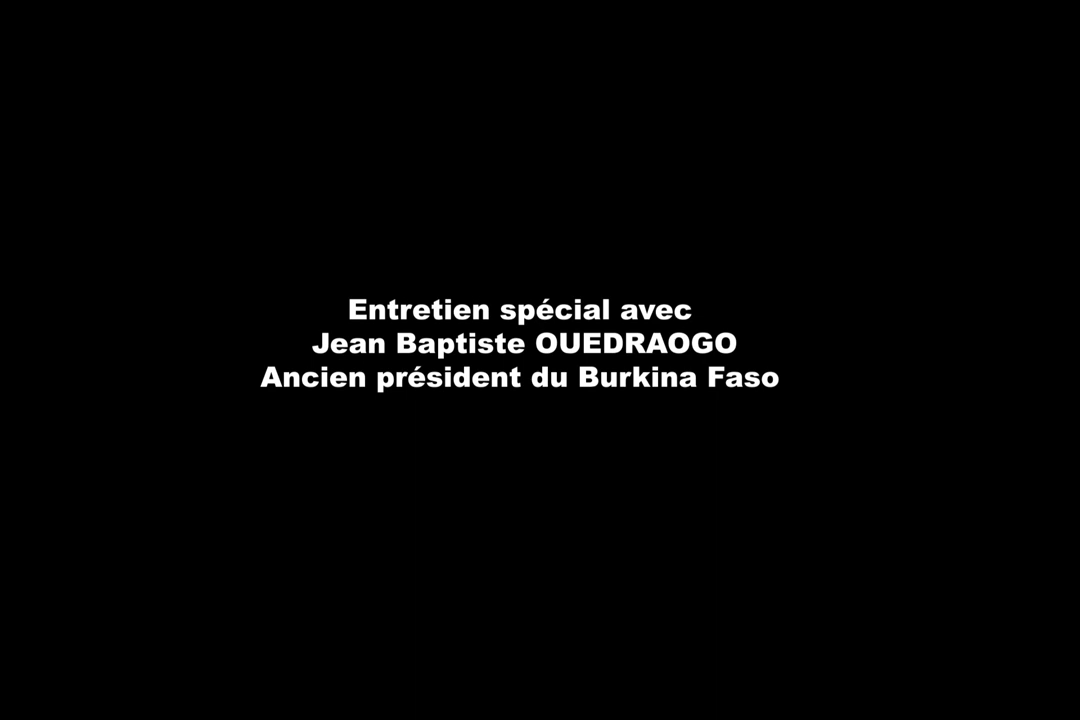 Entretien spécial avec
Jean Baptiste OUEDRAOGO
Ancien président du Burkina Faso